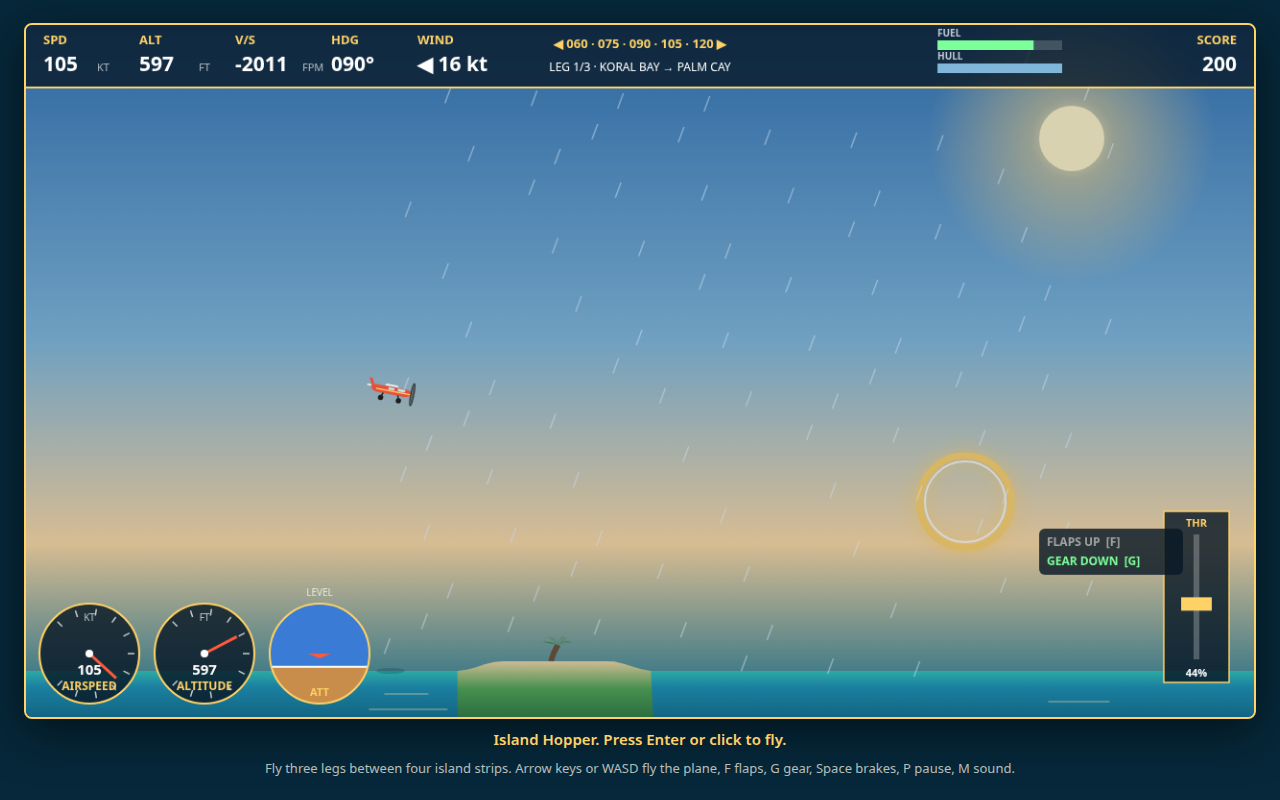 SPD
105 KT
ALT
597 FT
V/S
-2011 FPM
HDG
090°
WIND
◀ 16 kt
◀ 060 · 075 · 090 · 105 · 120 ▶
LEG 1/3 · KORAL BAY → PALM CAY
FUEL
HULL
SCORE
200
THR
FLAPS UP [F]
GEAR DOWN [G]
44%
LEVEL
KT
105
AIRSPEED
FT
597
ALTITUDE
ATT
Island Hopper. Press Enter or click to fly.
Fly three legs between four island strips. Arrow keys or WASD fly the plane, F flaps, G gear, Space brakes, P pause, M sound.